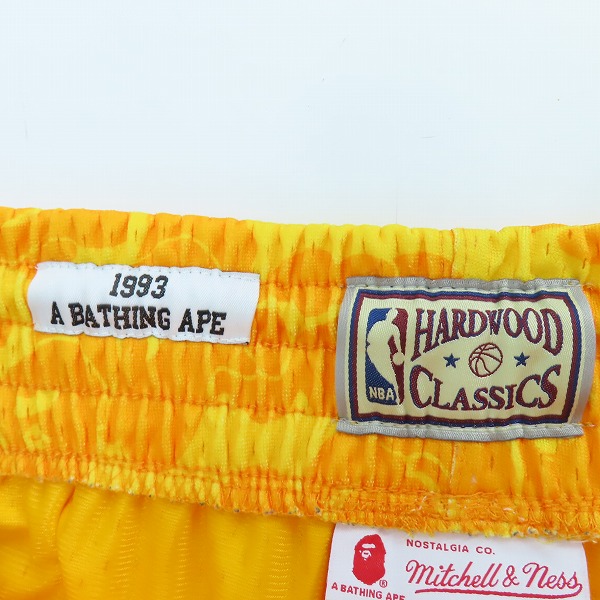 1993
A BATHING APE
NBA
HARDWOOD
CLASSICS
NOSTALGIA CO.
Mitchell & Ness
A BATHING APE